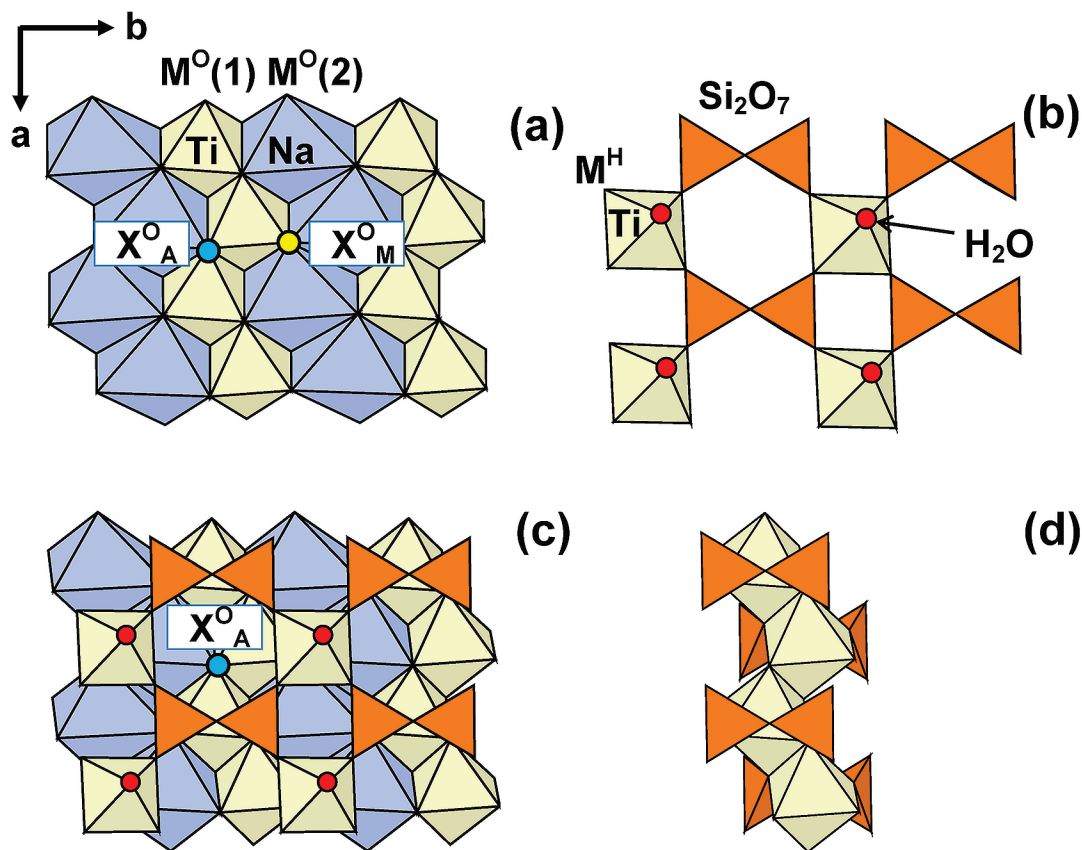 b
a
M^O(1) M^O(2)
Ti Na
X^O_A
X^O_M
(a)
Si₂O₇
(b)
M^H
Ti
H₂O
(c)
X^O_A
(d)